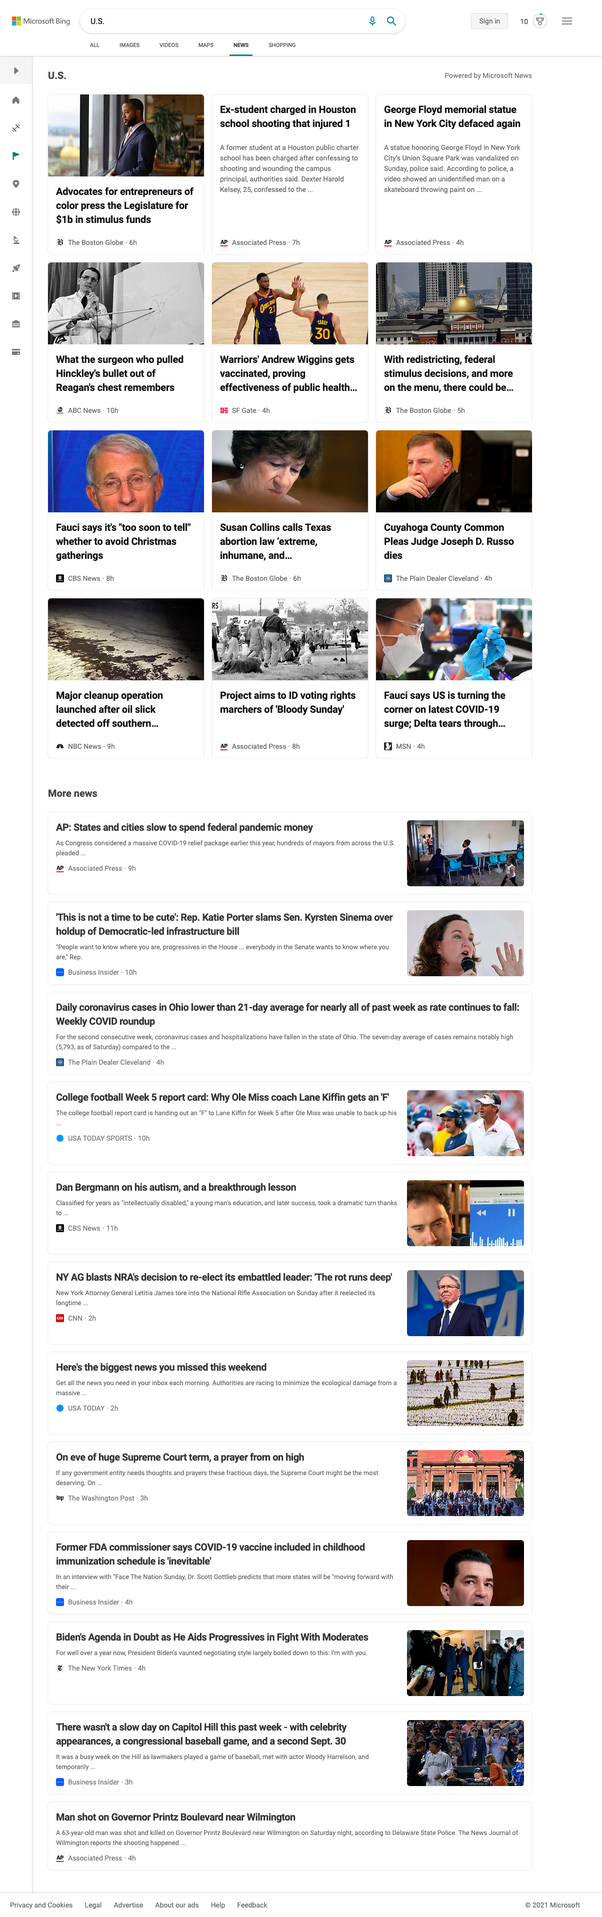 Microsoft Bing
U.S.
Sign in
10
ALL
IMAGES
VIDEOS
MAPS
NEWS
SHOPPING
U.S.
Powered by Microsoft News
Advocates for entrepreneurs of
color press the Legislature for
$1b in stimulus funds
The Boston Globe · 6h
Ex-student charged in Houston
school shooting that injured 1
A former student at a Houston public charter
school has been charged after confessing to
shooting and wounding the campus
principal, authorities said. Dexter Harold
Kelsey, 25, confessed to the ...
AP Associated Press · 7h
George Floyd memorial statue
in New York City defaced again
A statue honoring George Floyd in New York
City's Union Square Park was vandalized on
Sunday, police said. According to police, a
video showed an unidentified man on a
skateboard throwing paint on ...
AP Associated Press · 4h
What the surgeon who pulled
Hinckley's bullet out of
Reagan's chest remembers
ABC News · 10h
30
Warriors' Andrew Wiggins gets
vaccinated, proving
effectiveness of public health...
SF Gate · 4h
With redistricting, federal
stimulus decisions, and more
on the menu, there could be...
The Boston Globe · 5h
Fauci says it's "too soon to tell"
whether to avoid Christmas
gatherings
CBS News · 8h
Susan Collins calls Texas
abortion law 'extreme,
inhumane, and...
The Boston Globe · 6h
Cuyahoga County Common
Pleas Judge Joseph D. Russo
dies
The Plain Dealer Cleveland · 4h
Major cleanup operation
launched after oil slick
detected off southern...
NBC News · 9h
RS
Project aims to ID voting rights
marchers of 'Bloody Sunday'
AP Associated Press · 8h
Fauci says US is turning the
corner on latest COVID-19
surge; Delta tears through...
MSN · 4h
More news
AP: States and cities slow to spend federal pandemic money
As Congress considered a massive COVID-19 relief package earlier this year, hundreds of mayors from across the U.S.
pleaded ...
AP Associated Press · 9h
'This is not a time to be cute': Rep. Katie Porter slams Sen. Kyrsten Sinema over
holdup of Democratic-led infrastructure bill
"People want to know where you are, progressives in the House ... everybody in the Senate wants to know where you
are," Rep.
Business Insider · 10h
Daily coronavirus cases in Ohio lower than 21-day average for nearly all of past week as rate continues to fall:
Weekly COVID roundup
For the second consecutive week, coronavirus cases and hospitalizations have fallen in the state of Ohio. The seven-day average of cases remains notably high
(5,793, as of Saturday) compared to the ...
The Plain Dealer Cleveland · 4h
College football Week 5 report card: Why Ole Miss coach Lane Kiffin gets an 'F'
The college football report card is handing out an "F" to Lane Kiffin for Week 5 after Ole Miss was unable to back up his
...
USA TODAY SPORTS · 10h
Dan Bergmann on his autism, and a breakthrough lesson
Classified for years as "intellectually disabled," a young man's education, and later success, took a dramatic turn thanks
to ...
CBS News · 11h
NY AG blasts NRA's decision to re-elect its embattled leader: 'The rot runs deep'
New York Attorney General Letitia James tore into the National Rifle Association on Sunday after it reelected its
longtime ...
CNN CNN · 2h
Here's the biggest news you missed this weekend
Get all the news you need in your inbox each morning. Authorities are racing to minimize the ecological damage from a
massive ...
USA TODAY · 2h
On eve of huge Supreme Court term, a prayer from on high
If any government entity needs thoughts and prayers these fractious days, the Supreme Court might be the most
deserving. On ...
wp The Washington Post · 3h
Former FDA commissioner says COVID-19 vaccine included in childhood
immunization schedule is 'inevitable'
In an interview with "Face The Nation Sunday, Dr. Scott Gottlieb predicts that more states will be "moving forward with
their ...
Business Insider · 4h
Biden's Agenda in Doubt as He Aids Progressives in Fight With Moderates
For well over a year now, President Biden's vaunted negotiating style largely boiled down to this: I'm with you.
The New York Times · 4h
There wasn't a slow day on Capitol Hill this past week - with celebrity
appearances, a congressional baseball game, and a second Sept. 30
It was a busy week on the Hill as lawmakers played a game of baseball, met with actor Woody Harrelson, and
temporarily ...
Business Insider · 3h
Man shot on Governor Printz Boulevard near Wilmington
A 63-year-old man was shot and killed on Governor Printz Boulevard near Wilmington on Saturday night, according to Delaware State Police. The News Journal of
Wilmington reports the shooting happened ...
AP Associated Press · 4h
Privacy and Cookies
Legal
Advertise
About our ads
Help
Feedback
© 2021 Microsoft